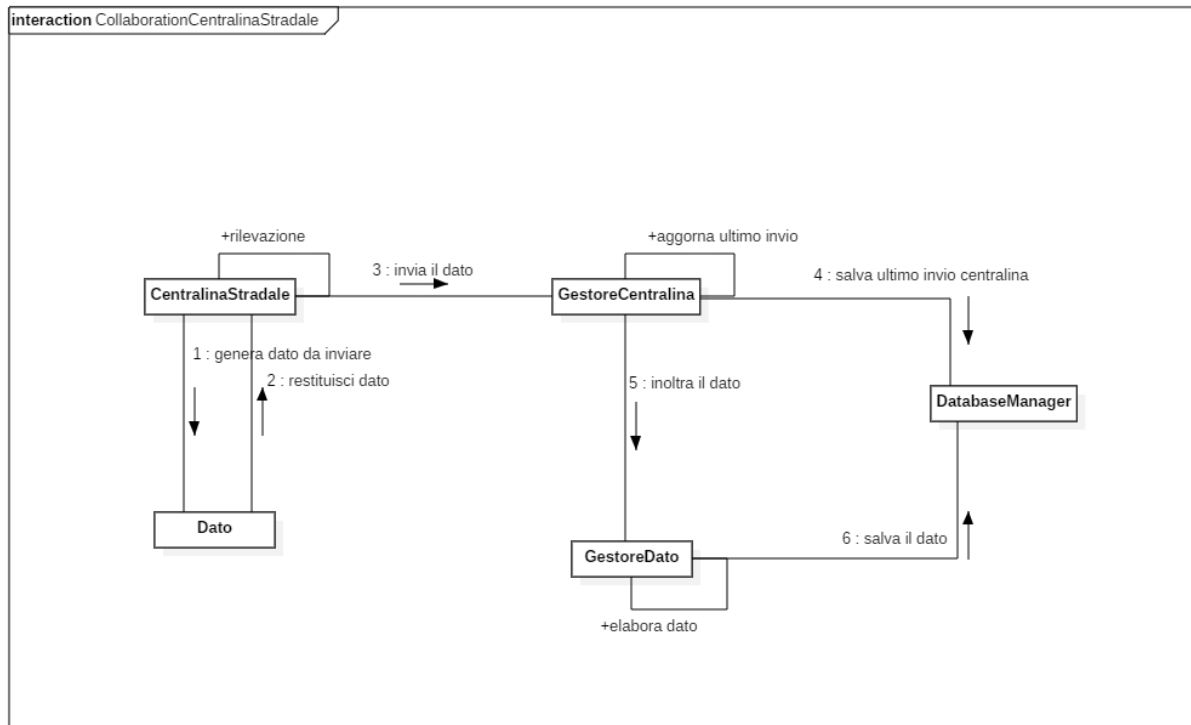 interaction CollaborationCentralinaStradale
+rilevazione
+aggorna ultimo invio
3 : invia il dato
4 : salva ultimo invio centralina
CentralinaStradale
GestoreCentralina
1 : genera dato da inviare
2 : restituisci dato
5 : inoltra il dato
DatabaseManager
Dato
6 : salva il dato
GestoreDato
+elabora dato